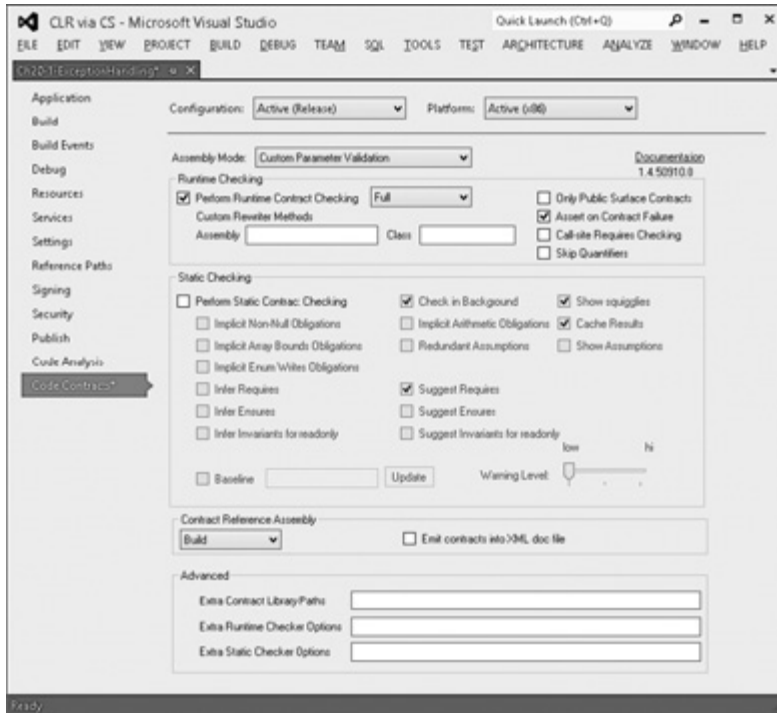 CLR via CS - Microsoft Visual Studio
Quick Launch (Ctrl+Q)
FILE EDIT VIEW PROJECT BUILD DEBUG TEAM SQL TOOLS TEST ARCHITECTURE ANALYZE WINDOW HELP
Ch20-1-ExceptionHandling*
Application
Build
Build Events
Debug
Resources
Services
Settings
Reference Paths
Signing
Security
Publish
Code Analysis
Code Contracts*
Configuration: Active (Release) Platform: Active (x86)
Assembly Mode: Custom Parameter Validation
Documentaion
1.4.50910.0
Runtime Checking
Perform Runtime Contract Checking Full
Only Public Surface Contracts
Custom Rewriter Methods
Assert on Contract Failure
Assembly Class
Call-site Requires Checking
Skip Quantifiers
Static Checking
Perform Static Contract Checking Check in Background Show squigglies
Implicit Non-Null Obligations Implicit Arithmetic Obligations Cache Results
Implicit Array Bounds Obligations Redundant Assumptions Show Assumptions
Implicit Enum Writes Obligations
Infer Requires Suggest Requires
Infer Ensures Suggest Ensures
Infer Invariants for readonly Suggest Invariants for readonly
low hi
Baseline Update Warning Level:
Contract Reference Assembly
Build Emit contracts into XML doc file
Advanced
Extra Contract Library Paths
Extra Runtime Checker Options
Extra Static Checker Options
Ready